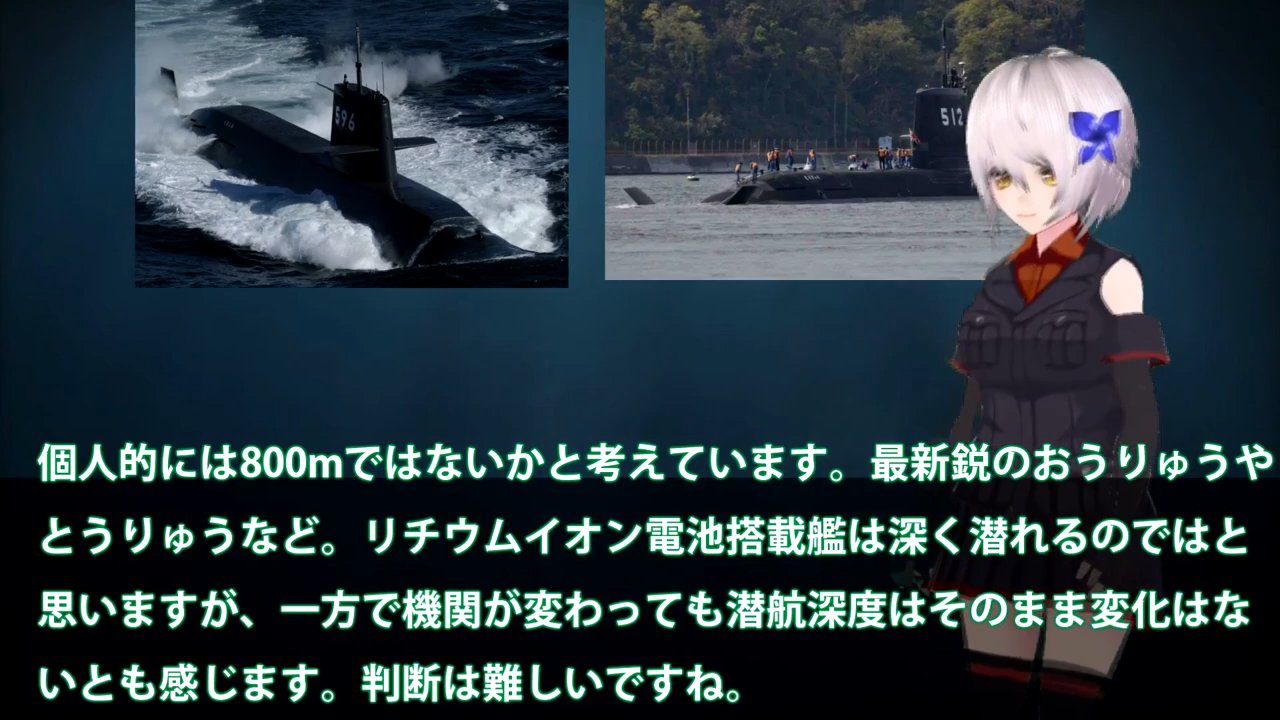 596
512
個人的には800mではないかと考えています。最新鋭のおうりゅうや
とうりゅうなど。リチウムイオン電池搭載艦は深く潜れるのではと
思いますが、一方で機関が変わっても潜航深度はそのまま変化はな
いとも感じます。判断は難しいですね。